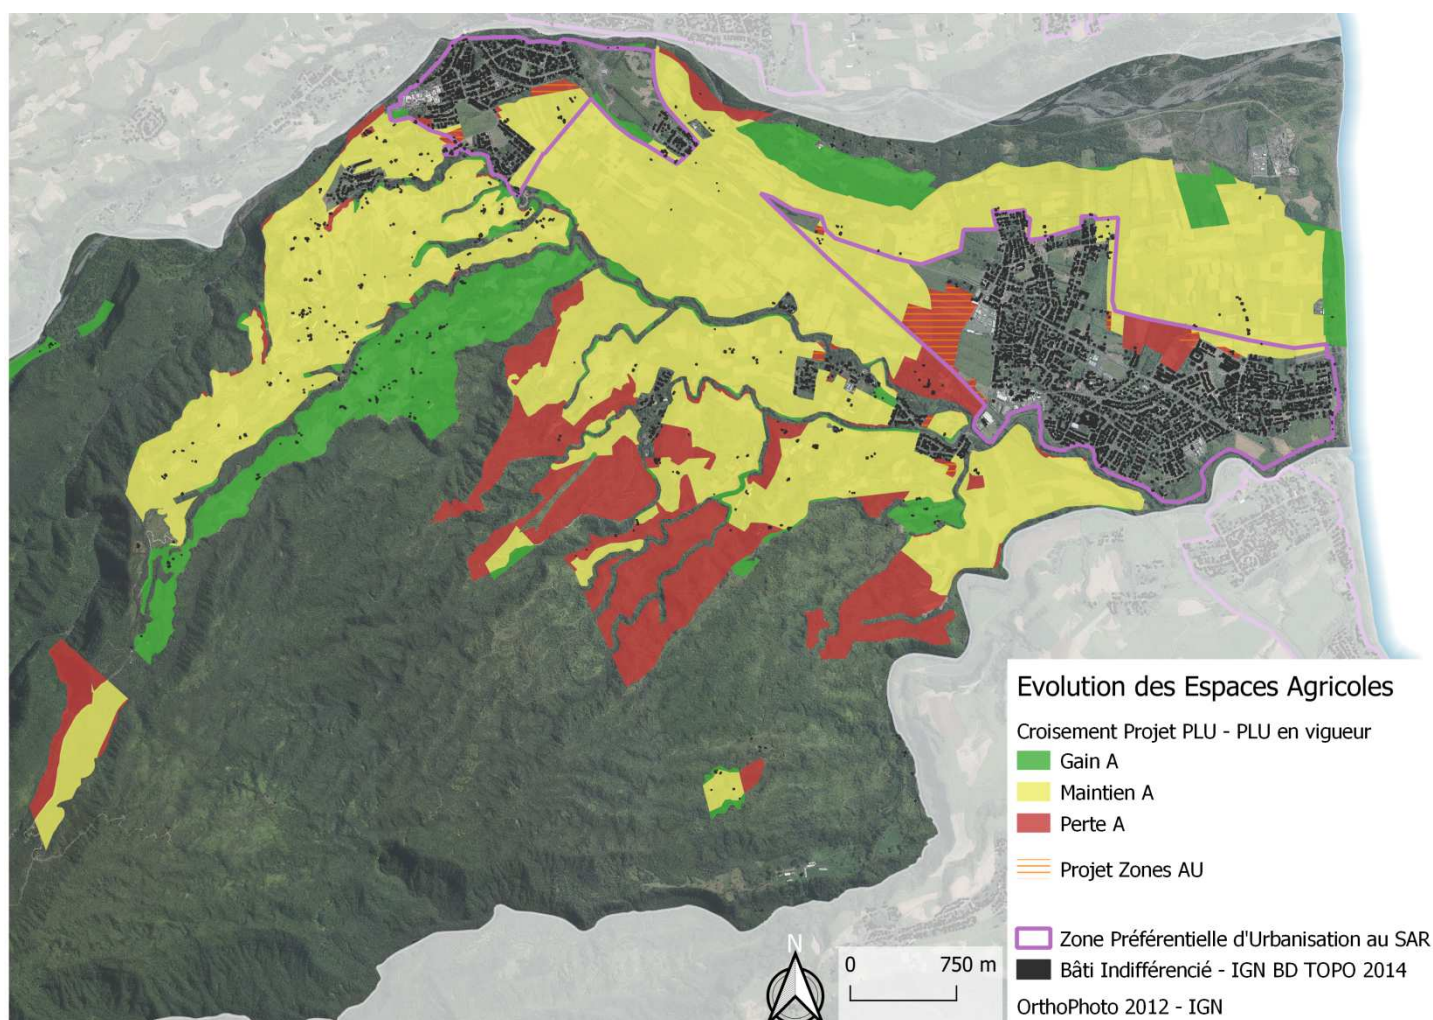 Evolution des Espaces Agricoles
Croisement Projet PLU - PLU en vigueur
Gain A
Maintien A
Perte A
Projet Zones AU
Zone Préférentielle d'Urbanisation au SAR
Bâti Indifférencié - IGN BD TOPO 2014
OrthoPhoto 2012 - IGN
N
0 750 m